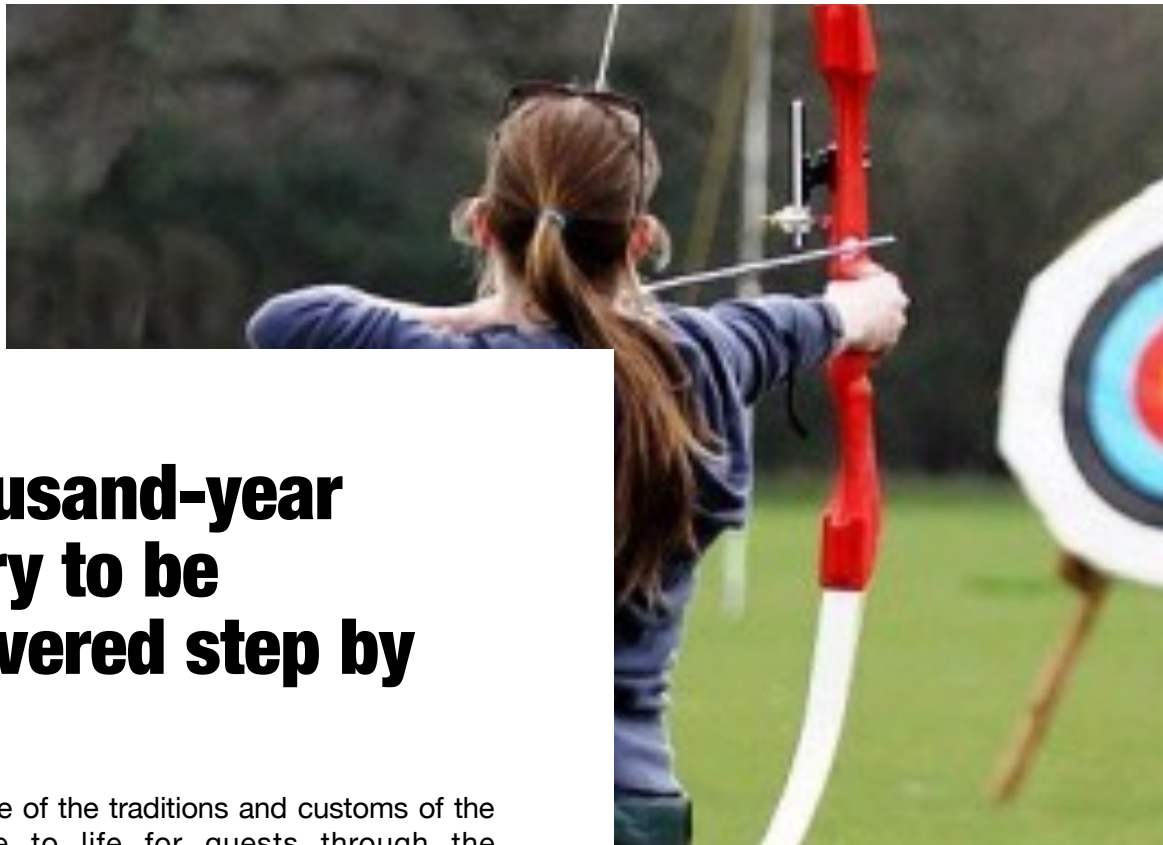 usand-year
ry to be
vered step by
e of the traditions and customs of the
e to life for guests through the